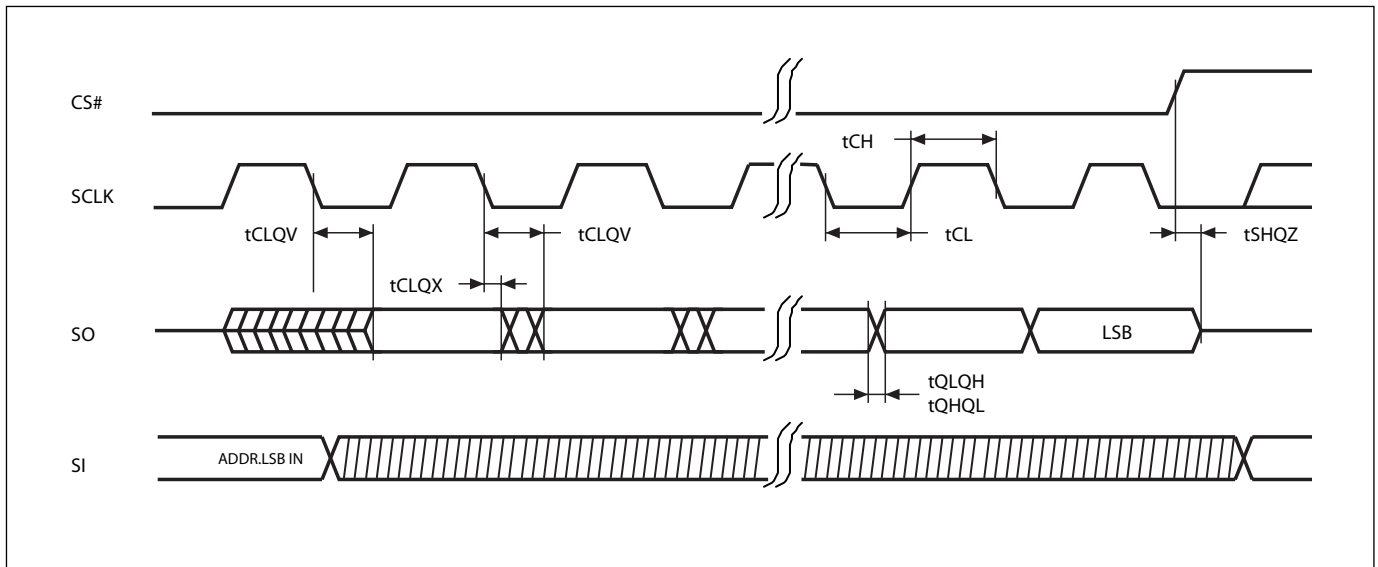 CS#
tCH
SCLK
tCLQV
tCLQV
tCL
tSHQZ
tCLQX
SO
LSB
tQLQH
tQHQL
SI
ADDR.LSB IN